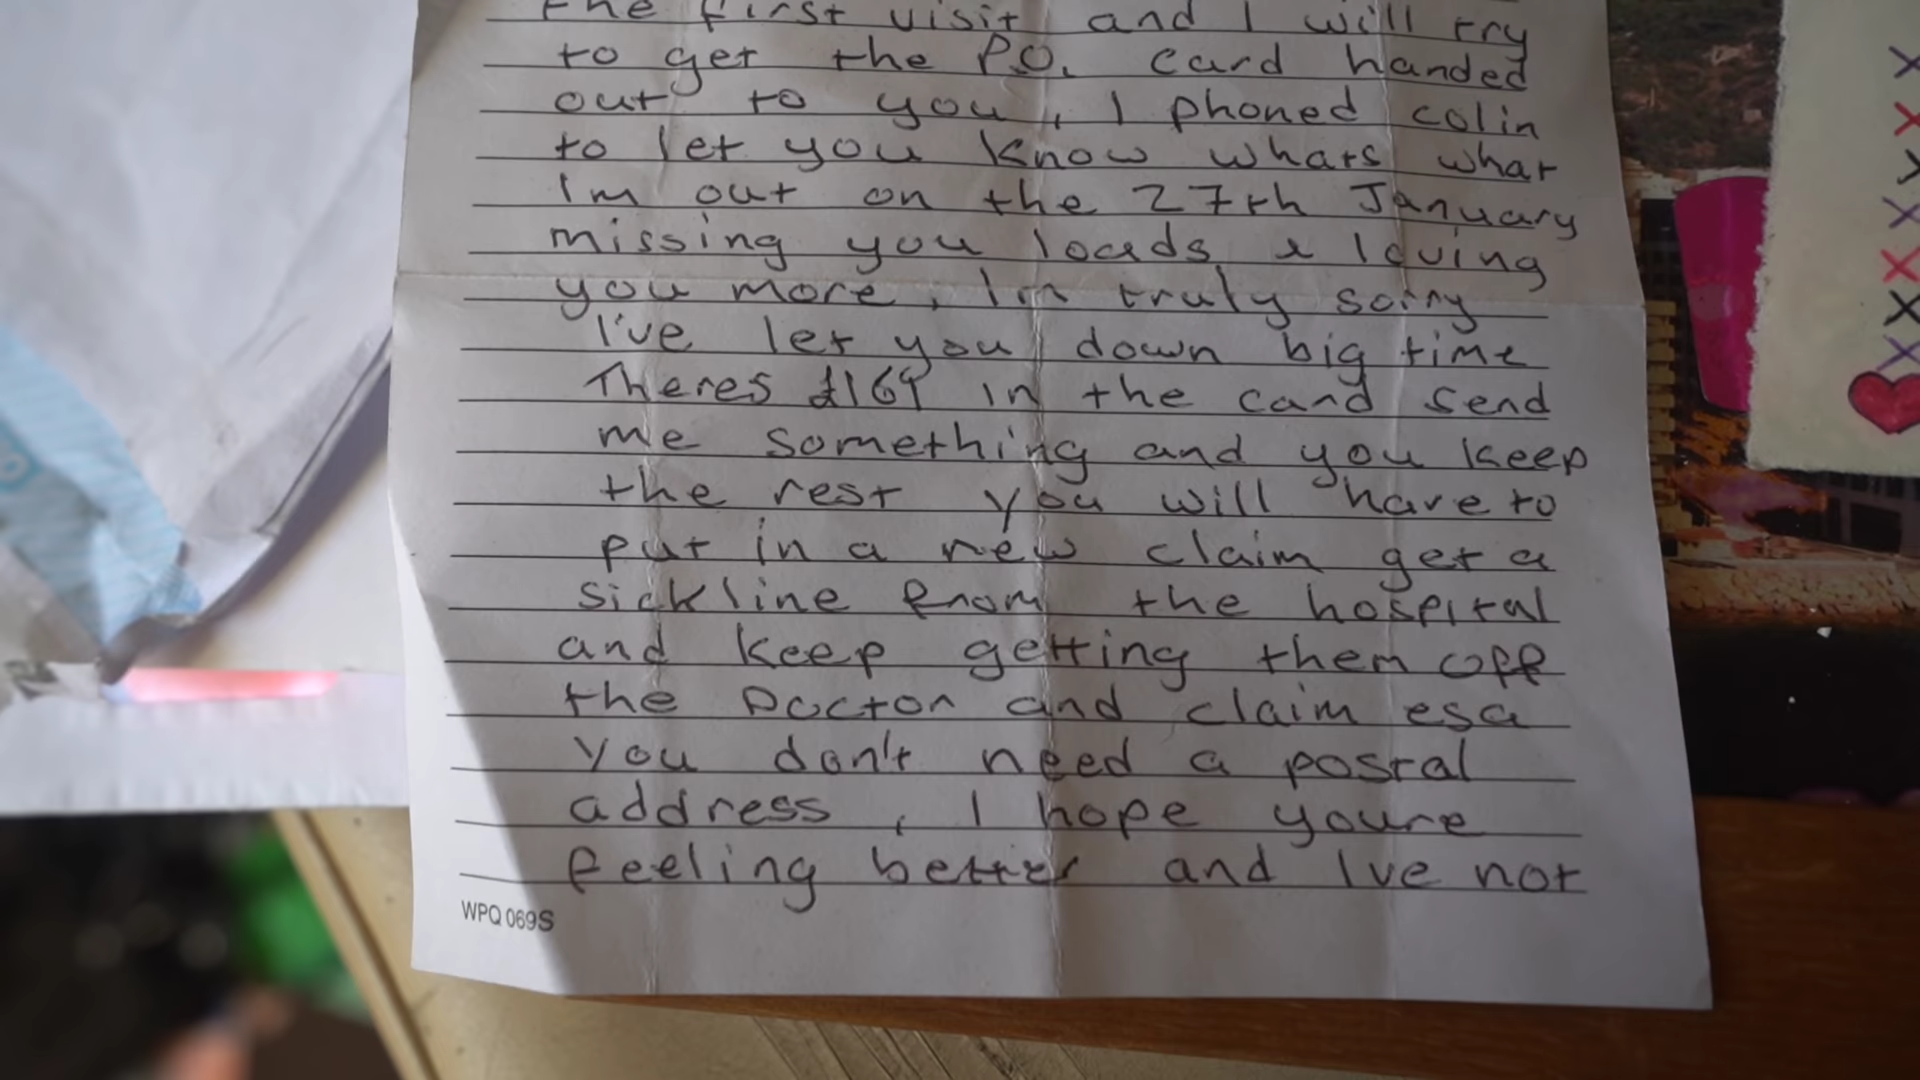 the first visit and I will try
to get the P.O. card handed
out to you, I phoned colin
to let you know whats what
Im out on the 27th January
missing you loads & loving
you more, Im truly sorry
I've let you down big time
Theres £169 in the card send
me something and you keep
the rest you will have to
put in a new claim get a
sickline from the hospital
and keep getting them off
the Doctor and claim esa
you don't need a postal
address, I hope youre
feeling better and Ive not
WPQ 069S